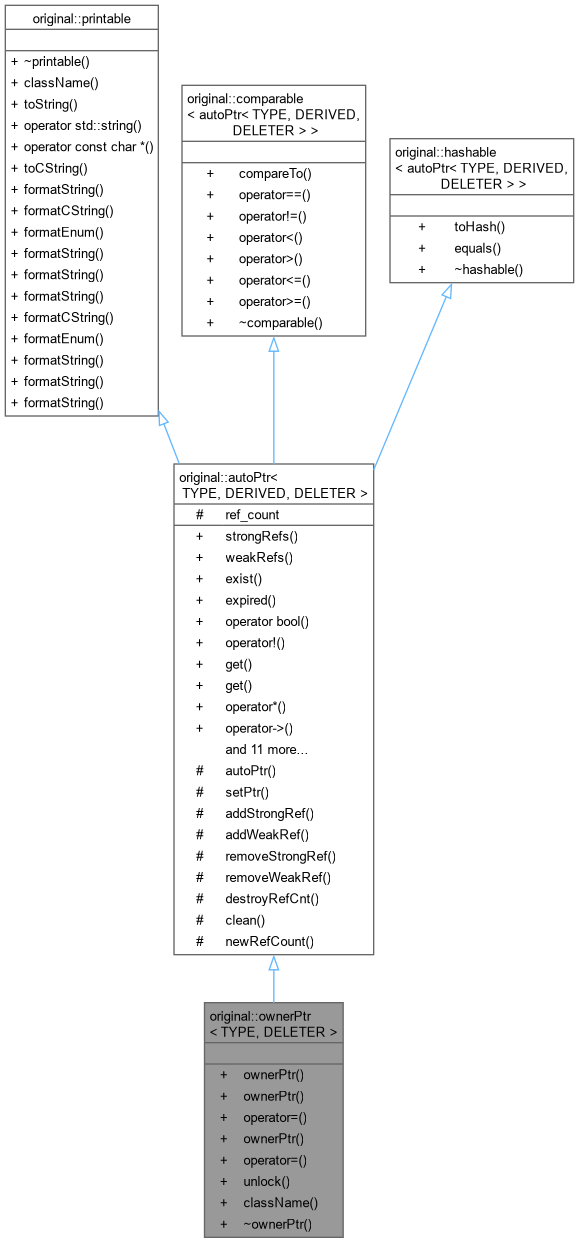 original::printable
+ ~printable()
+ className()
+ toString()
+ operator std::string()
+ operator const char *()
+ toCString()
+ formatString()
+ formatCString()
+ formatEnum()
+ formatString()
+ formatString()
+ formatString()
+ formatCString()
+ formatEnum()
+ formatString()
+ formatString()
+ formatString()
original::comparable
< autoPtr< TYPE, DERIVED,
DELETER > >
+ compareTo()
+ operator==()
+ operator!=()
+ operator<()
+ operator>()
+ operator<=()
+ operator>=()
+ ~comparable()
original::hashable
< autoPtr< TYPE, DERIVED,
DELETER > >
+ toHash()
+ equals()
+ ~hashable()
original::autoPtr<
TYPE, DERIVED, DELETER >
# ref_count
+ strongRefs()
+ weakRefs()
+ exist()
+ expired()
+ operator bool()
+ operator!()
+ get()
+ get()
+ operator*()
+ operator->()
and 11 more...
# autoPtr()
# setPtr()
# addStrongRef()
# addWeakRef()
# removeStrongRef()
# removeWeakRef()
# destroyRefCnt()
# clean()
# newRefCount()
original::ownerPtr
< TYPE, DELETER >
+ ownerPtr()
+ ownerPtr()
+ operator=()
+ ownerPtr()
+ operator=()
+ unlock()
+ className()
+ ~ownerPtr()